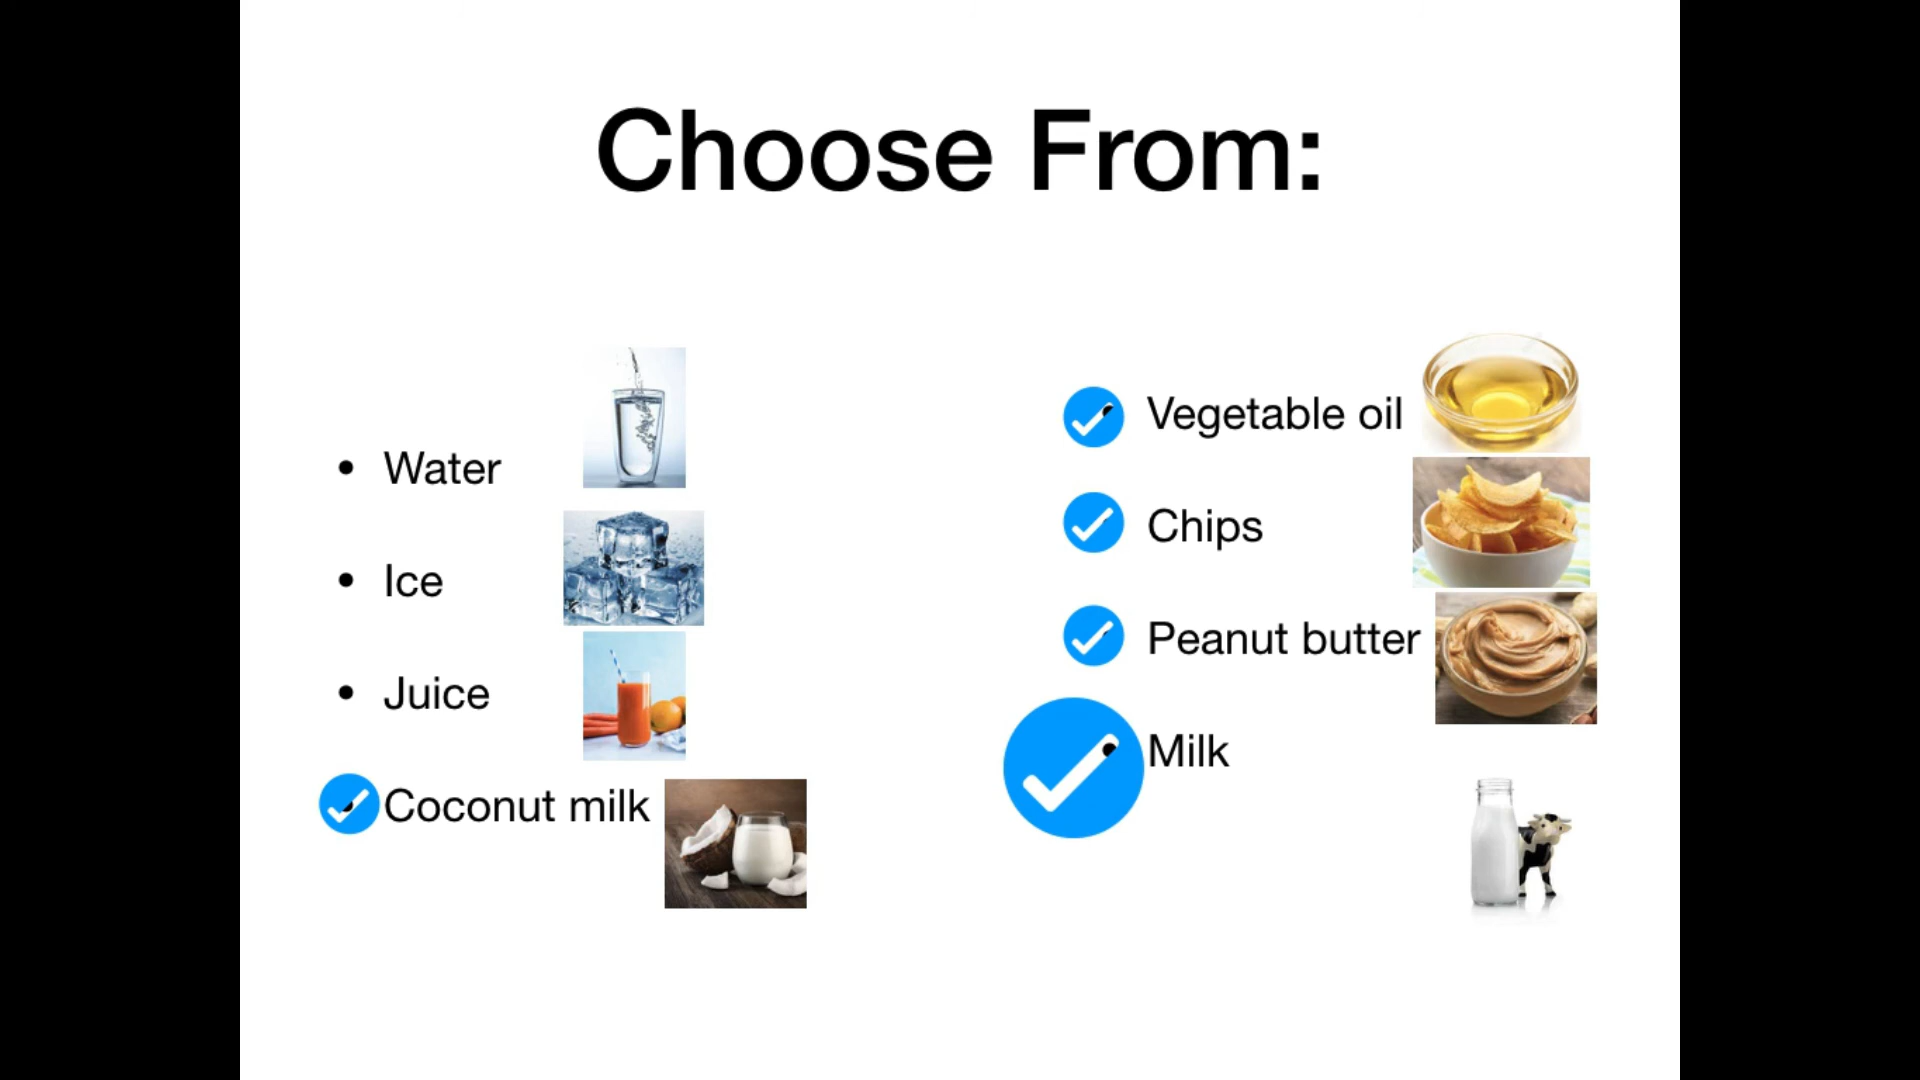 Choose From:
• Water
• Ice
• Juice
Coconut milk
Vegetable oil
Chips
Peanut butter
Milk